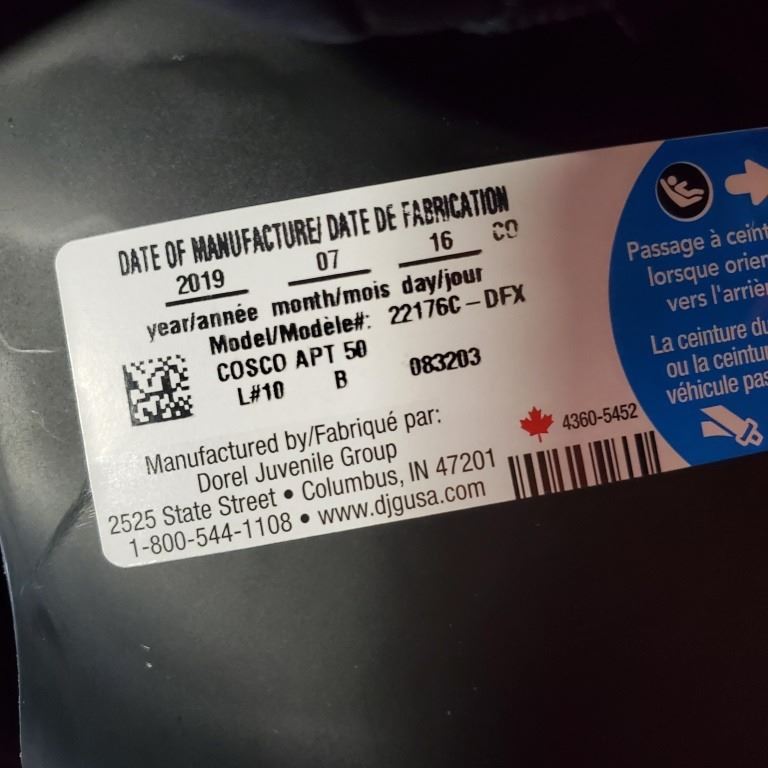 DATE OF MANUFACTURE/ DATE DE FABRICATION
2019 07 16 CO
year/année month/mois day/jour
Model/Modèle#: 22176C-DFX
COSCO APT 50
L#10 B 083203
Manufactured by/Fabriqué par:
Dorel Juvenile Group
2525 State Street • Columbus, IN 47201
1-800-544-1108 • www.djgusa.com
4360-5452
Passage à ceint
lorsque orien
vers l'arrièr
La ceinture du
ou la ceintur
véhicule pas